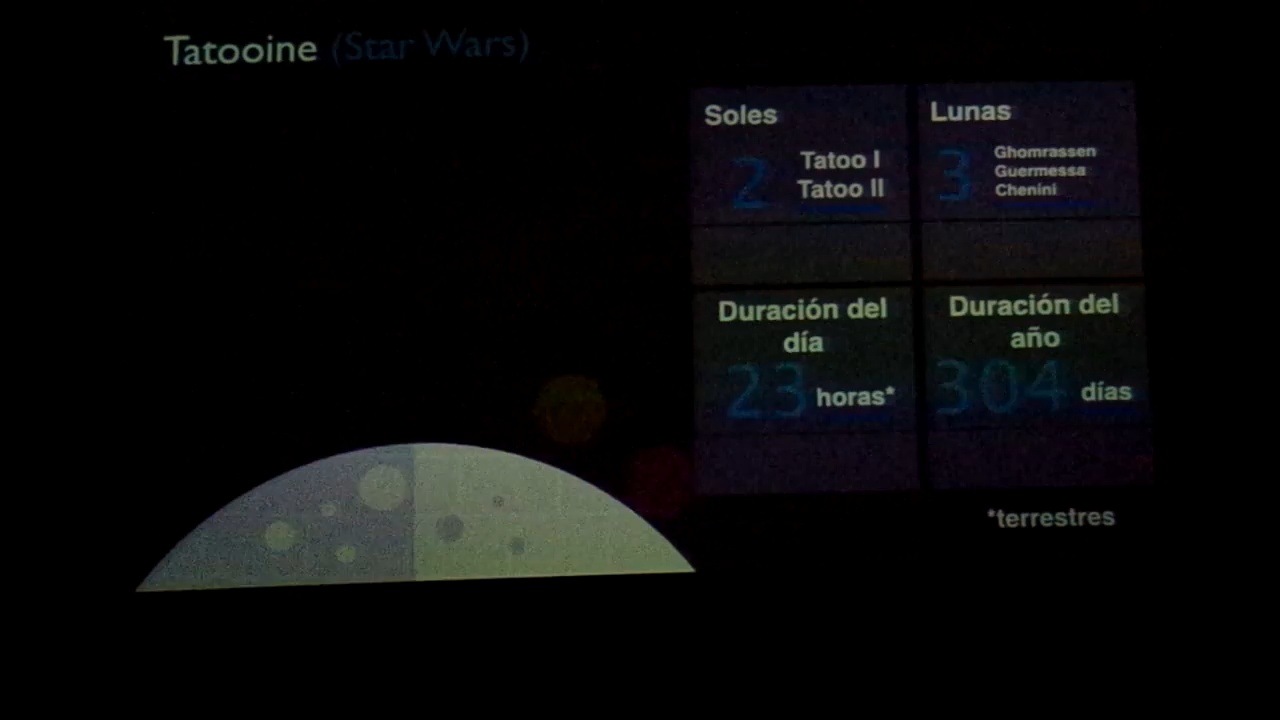 Tatooine (Star Wars)
Soles
2
Tatoo I
Tatoo II
Lunas
3
Ghomrassen
Guermessa
Chenini
Duración del
día
23 horas*
Duración del
año
304 días
*terrestres